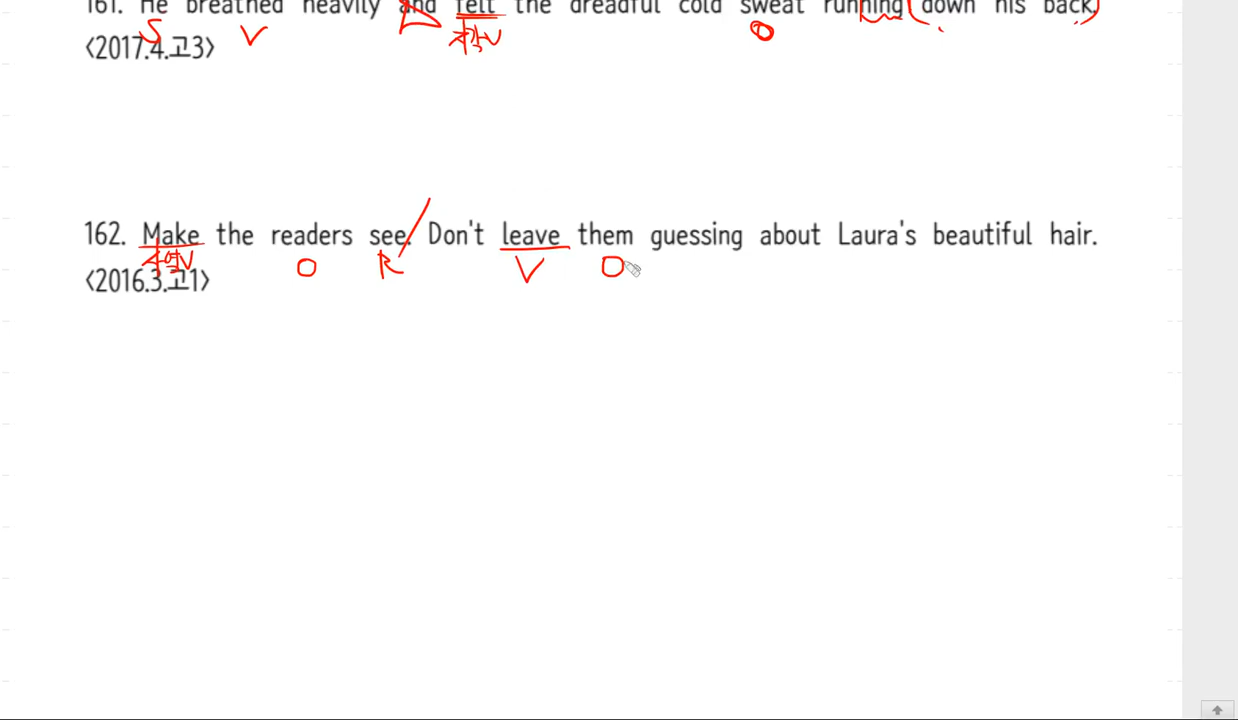 161. He breathed heavily and felt the dreadful cold sweat running down his back.
S V 지각V O
<2017.4.고3>
162. Make the readers see. Don't leave them guessing about Laura's beautiful hair.
사역V O R V O
<2016.3.고1>